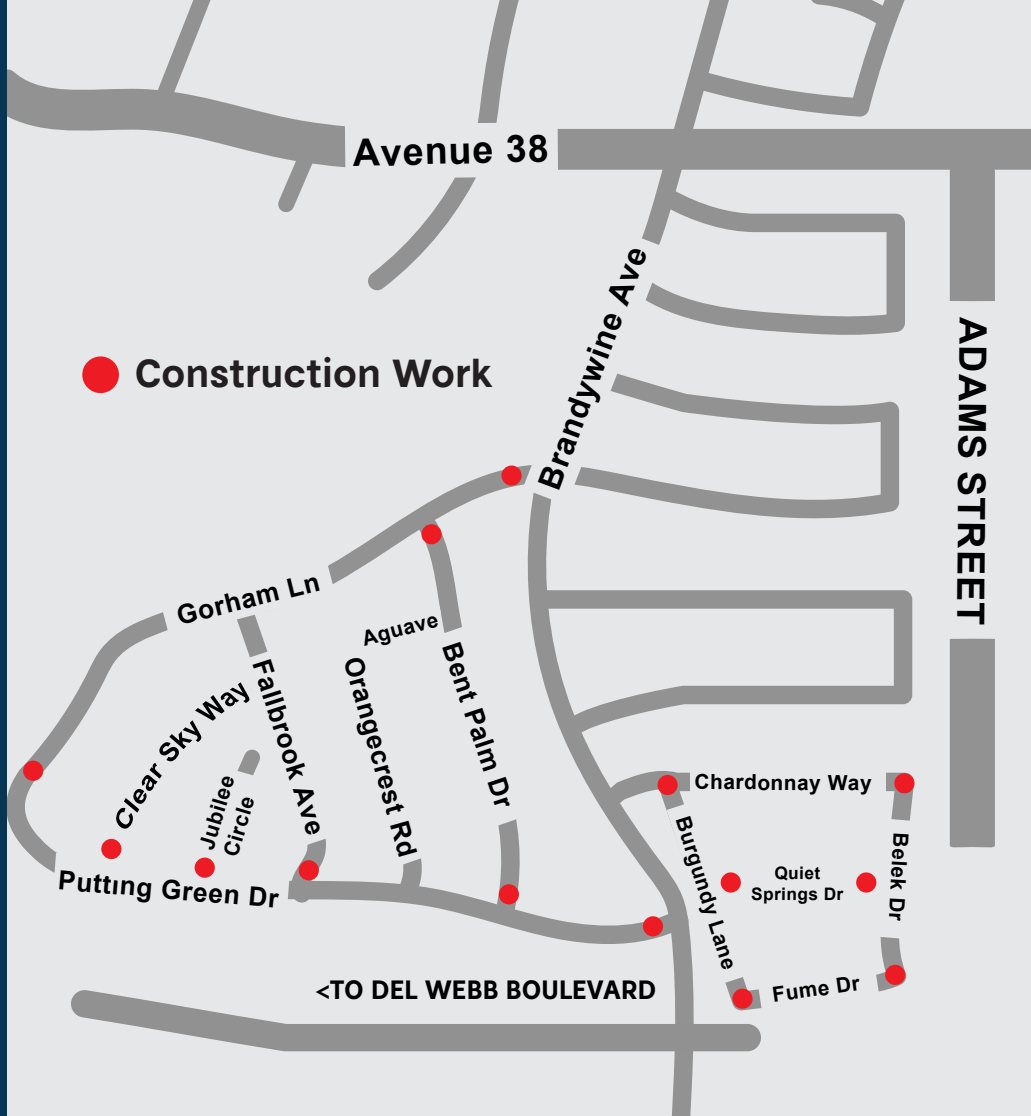 Avenue 38
Brandywine Ave
ADAMS STREET
Construction Work
Gorham Ln
Aguave
Fallbrook Ave
Orangecrest Rd
Bent Palm Dr
Clear Sky Way
Jubilee
Circle
Putting Green Dr
Chardonnay Way
Burgundy Lane
Quiet
Springs Dr
Belek Dr
Fume Dr
<TO DEL WEBB BOULEVARD